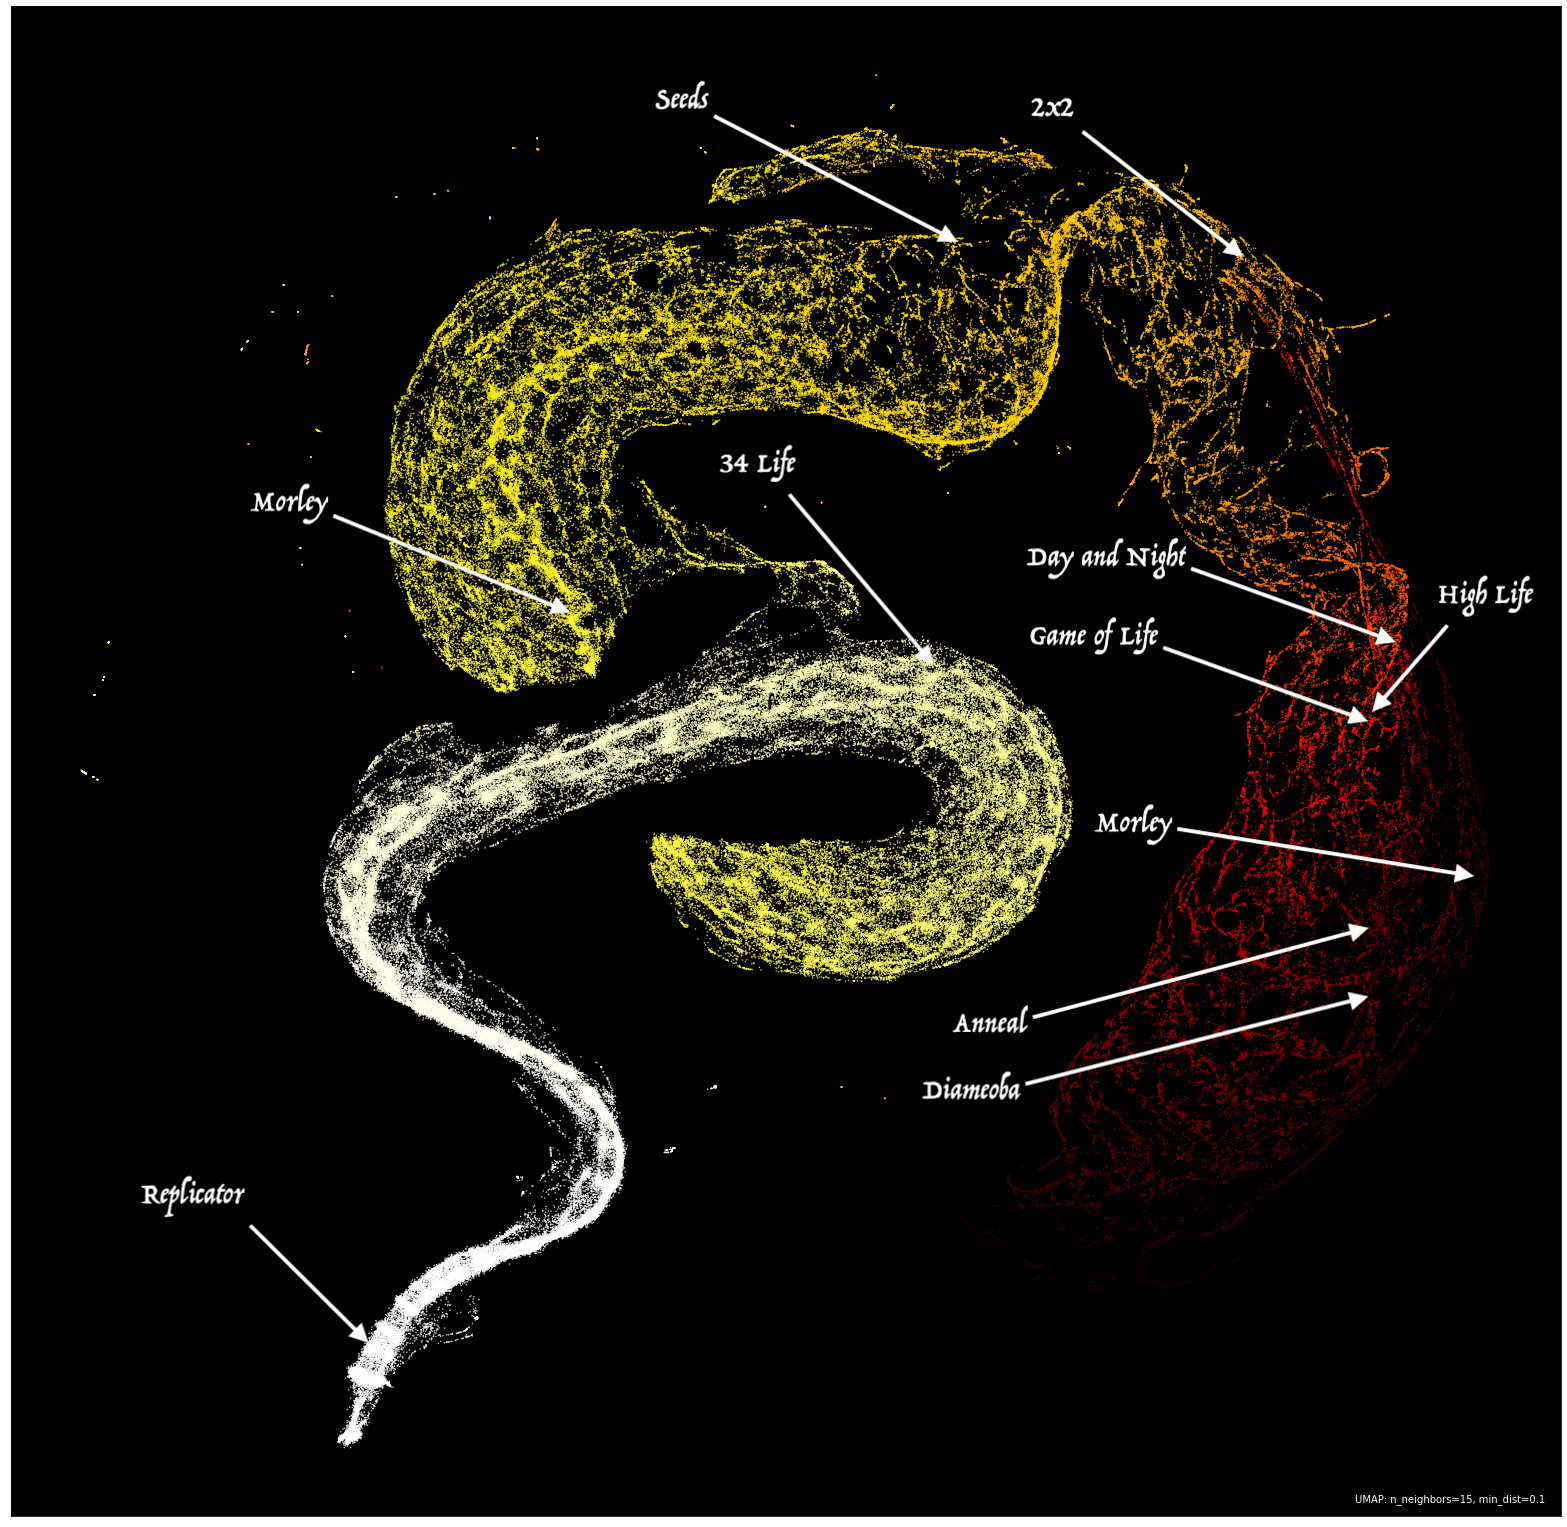 Seeds
2x2
34 Life
Morley
Day and Night
High Life
Game of Life
Morley
Anneal
Diameoba
Replicator
UMAP: n_neighbors=15, min_dist=0.1